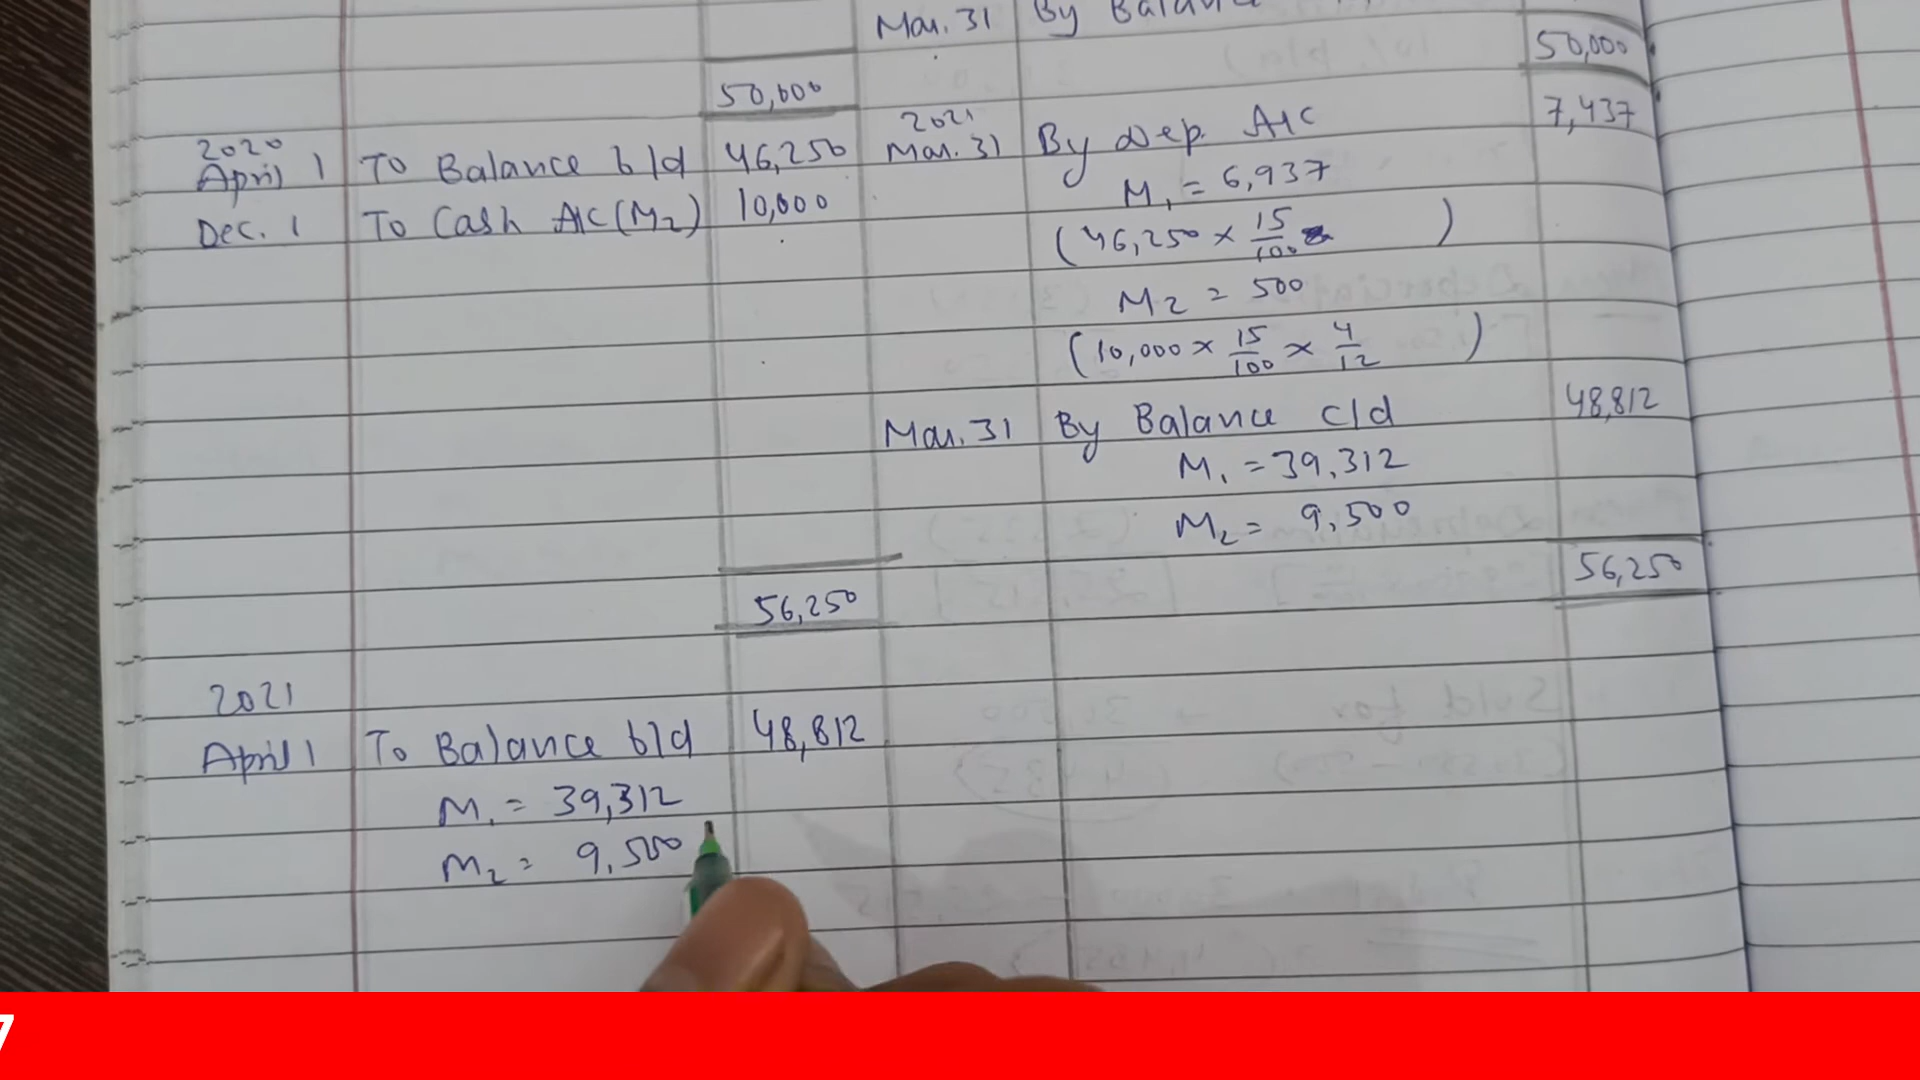 Mar. 31 By Balance
50,000
50,000
2020 2021
April 1 To Balance b/d 46,250 Mar. 31 By Dep. A/C 7,437
Dec. 1 To Cash A/C (M2) 10,000 M1 = 6,937
(46,250 × 15/100 )
M2 = 500
(10,000 × 15/100 × 4/12 )
Mar. 31 By Balance c/d 48,812
M1 = 39,312
M2 = 9,500
56,250 56,250
2021
April 1 To Balance b/d 48,812
M1 = 39,312
M2 = 9,500
7